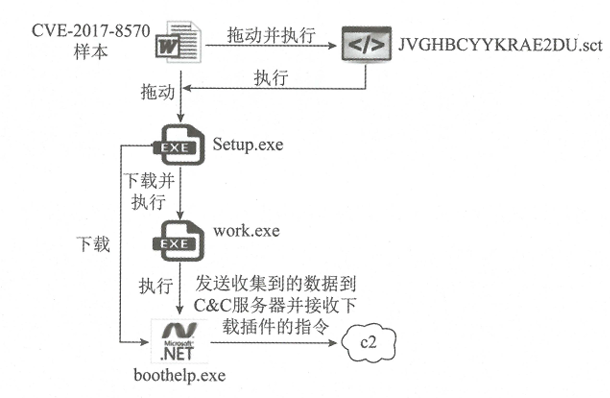 CVE-2017-8570
样本
W
拖动并执行
</>
JVGHBCYYKRAE2DU.sct
执行
拖动
EXE
Setup.exe
下载并
执行
下载
EXE
work.exe
执行
发送收集到的数据到
C&C服务器并接收下
载插件的指令
Microsoft
.NET
c2
boothelp.exe